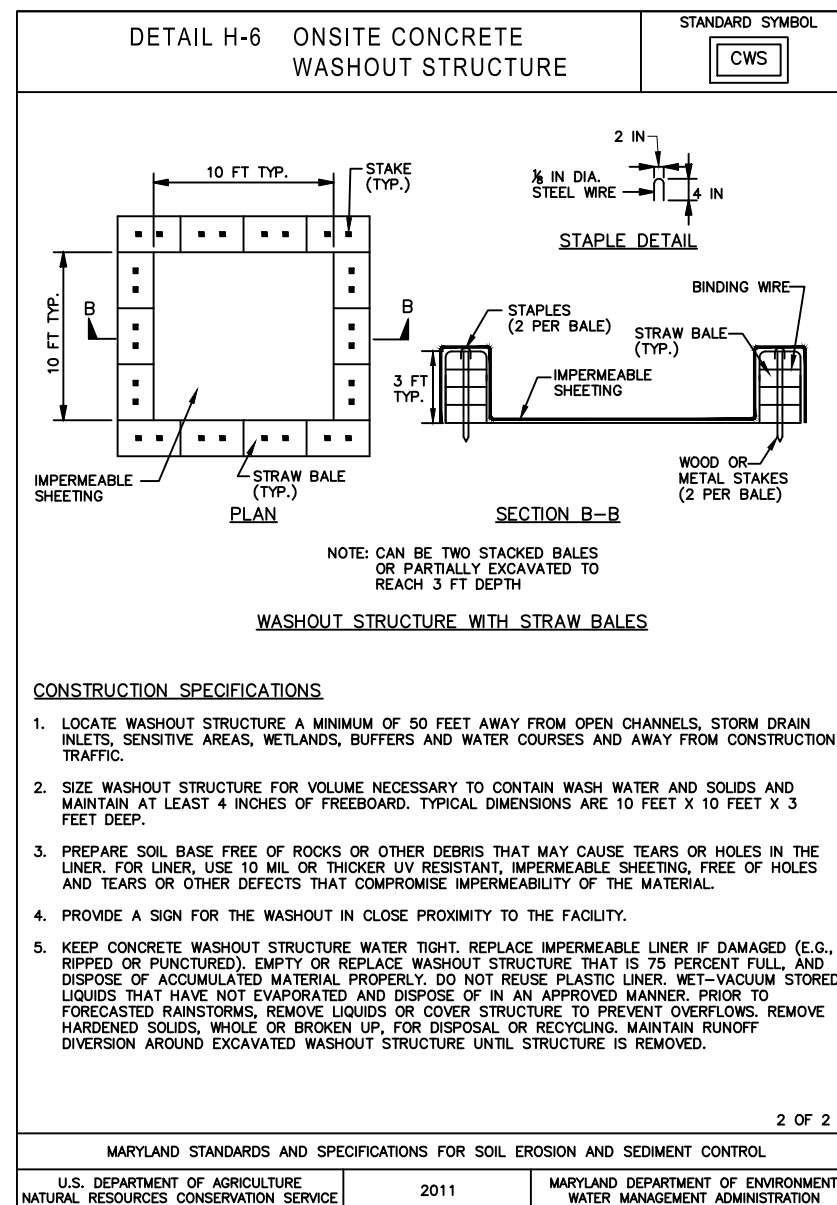 DETAIL H-6 ONSITE CONCRETE
WASHOUT STRUCTURE
STANDARD SYMBOL
CWS
10 FT TYP.
STAKE
(TYP.)
10 FT TYP.
B
B
IMPERMEABLE
SHEETING
STRAW BALE
(TYP.)
PLAN
2 IN
⅛ IN DIA.
STEEL WIRE
4 IN
STAPLE DETAIL
BINDING WIRE
STAPLES
(2 PER BALE)
STRAW BALE
(TYP.)
3 FT
TYP.
IMPERMEABLE
SHEETING
WOOD OR
METAL STAKES
(2 PER BALE)
SECTION B-B
NOTE: CAN BE TWO STACKED BALES
OR PARTIALLY EXCAVATED TO
REACH 3 FT DEPTH
WASHOUT STRUCTURE WITH STRAW BALES
CONSTRUCTION SPECIFICATIONS
1. LOCATE WASHOUT STRUCTURE A MINIMUM OF 50 FEET AWAY FROM OPEN CHANNELS, STORM DRAIN
INLETS, SENSITIVE AREAS, WETLANDS, BUFFERS AND WATER COURSES AND AWAY FROM CONSTRUCTION
TRAFFIC.
2. SIZE WASHOUT STRUCTURE FOR VOLUME NECESSARY TO CONTAIN WASH WATER AND SOLIDS AND
MAINTAIN AT LEAST 4 INCHES OF FREEBOARD. TYPICAL DIMENSIONS ARE 10 FEET X 10 FEET X 3
FEET DEEP.
3. PREPARE SOIL BASE FREE OF ROCKS OR OTHER DEBRIS THAT MAY CAUSE TEARS OR HOLES IN THE
LINER. FOR LINER, USE 10 MIL OR THICKER UV RESISTANT, IMPERMEABLE SHEETING, FREE OF HOLES
AND TEARS OR OTHER DEFECTS THAT COMPROMISE IMPERMEABILITY OF THE MATERIAL.
4. PROVIDE A SIGN FOR THE WASHOUT IN CLOSE PROXIMITY TO THE FACILITY.
5. KEEP CONCRETE WASHOUT STRUCTURE WATER TIGHT. REPLACE IMPERMEABLE LINER IF DAMAGED (E.G.,
RIPPED OR PUNCTURED). EMPTY OR REPLACE WASHOUT STRUCTURE THAT IS 75 PERCENT FULL, AND
DISPOSE OF ACCUMULATED MATERIAL PROPERLY. DO NOT REUSE PLASTIC LINER. WET-VACUUM STORED
LIQUIDS THAT HAVE NOT EVAPORATED AND DISPOSE OF IN AN APPROVED MANNER. PRIOR TO
FORECASTED RAINSTORMS, REMOVE LIQUIDS OR COVER STRUCTURE TO PREVENT OVERFLOWS. REMOVE
HARDENED SOLIDS, WHOLE OR BROKEN UP, FOR DISPOSAL OR RECYCLING. MAINTAIN RUNOFF
DIVERSION AROUND EXCAVATED WASHOUT STRUCTURE UNTIL STRUCTURE IS REMOVED.
2 OF 2
MARYLAND STANDARDS AND SPECIFICATIONS FOR SOIL EROSION AND SEDIMENT CONTROL
U.S. DEPARTMENT OF AGRICULTURE
NATURAL RESOURCES CONSERVATION SERVICE
2011
MARYLAND DEPARTMENT OF ENVIRONMENT
WATER MANAGEMENT ADMINISTRATION